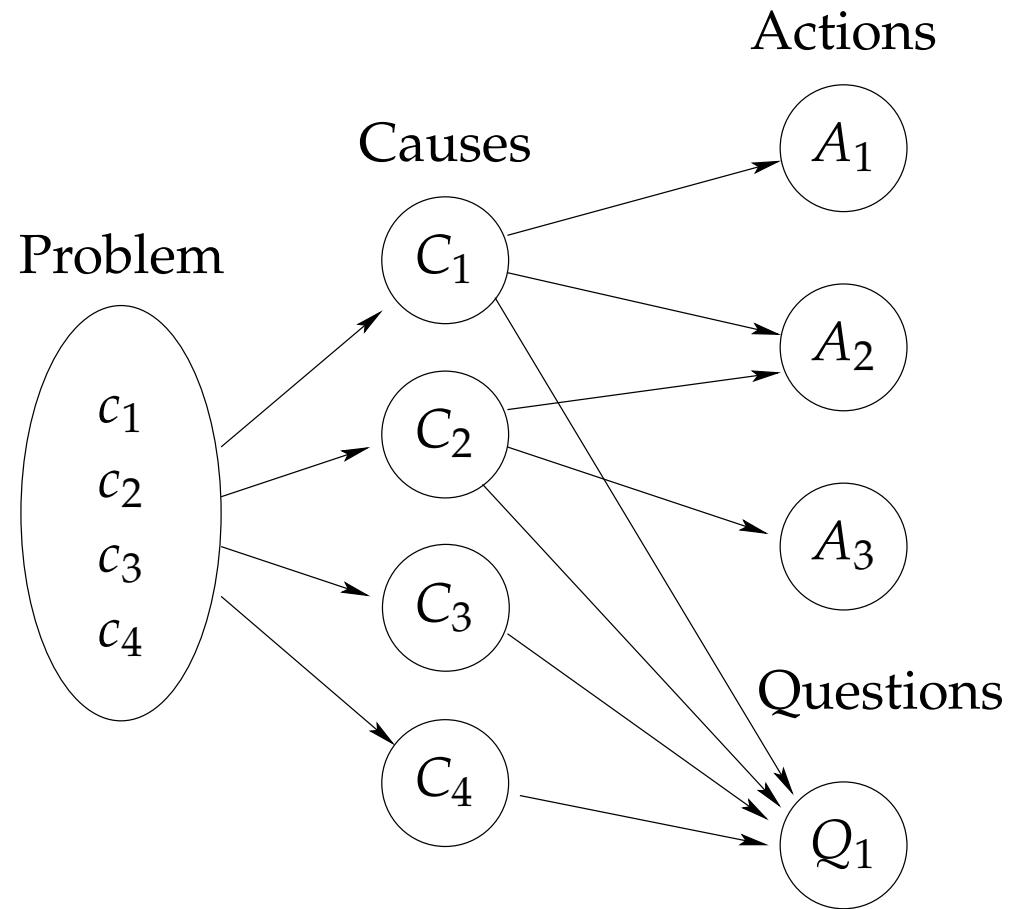 Actions
A1
Causes
C1
Problem
A2
c1
C2
c2
A3
c3
C3
c4
Questions
C4
Q1